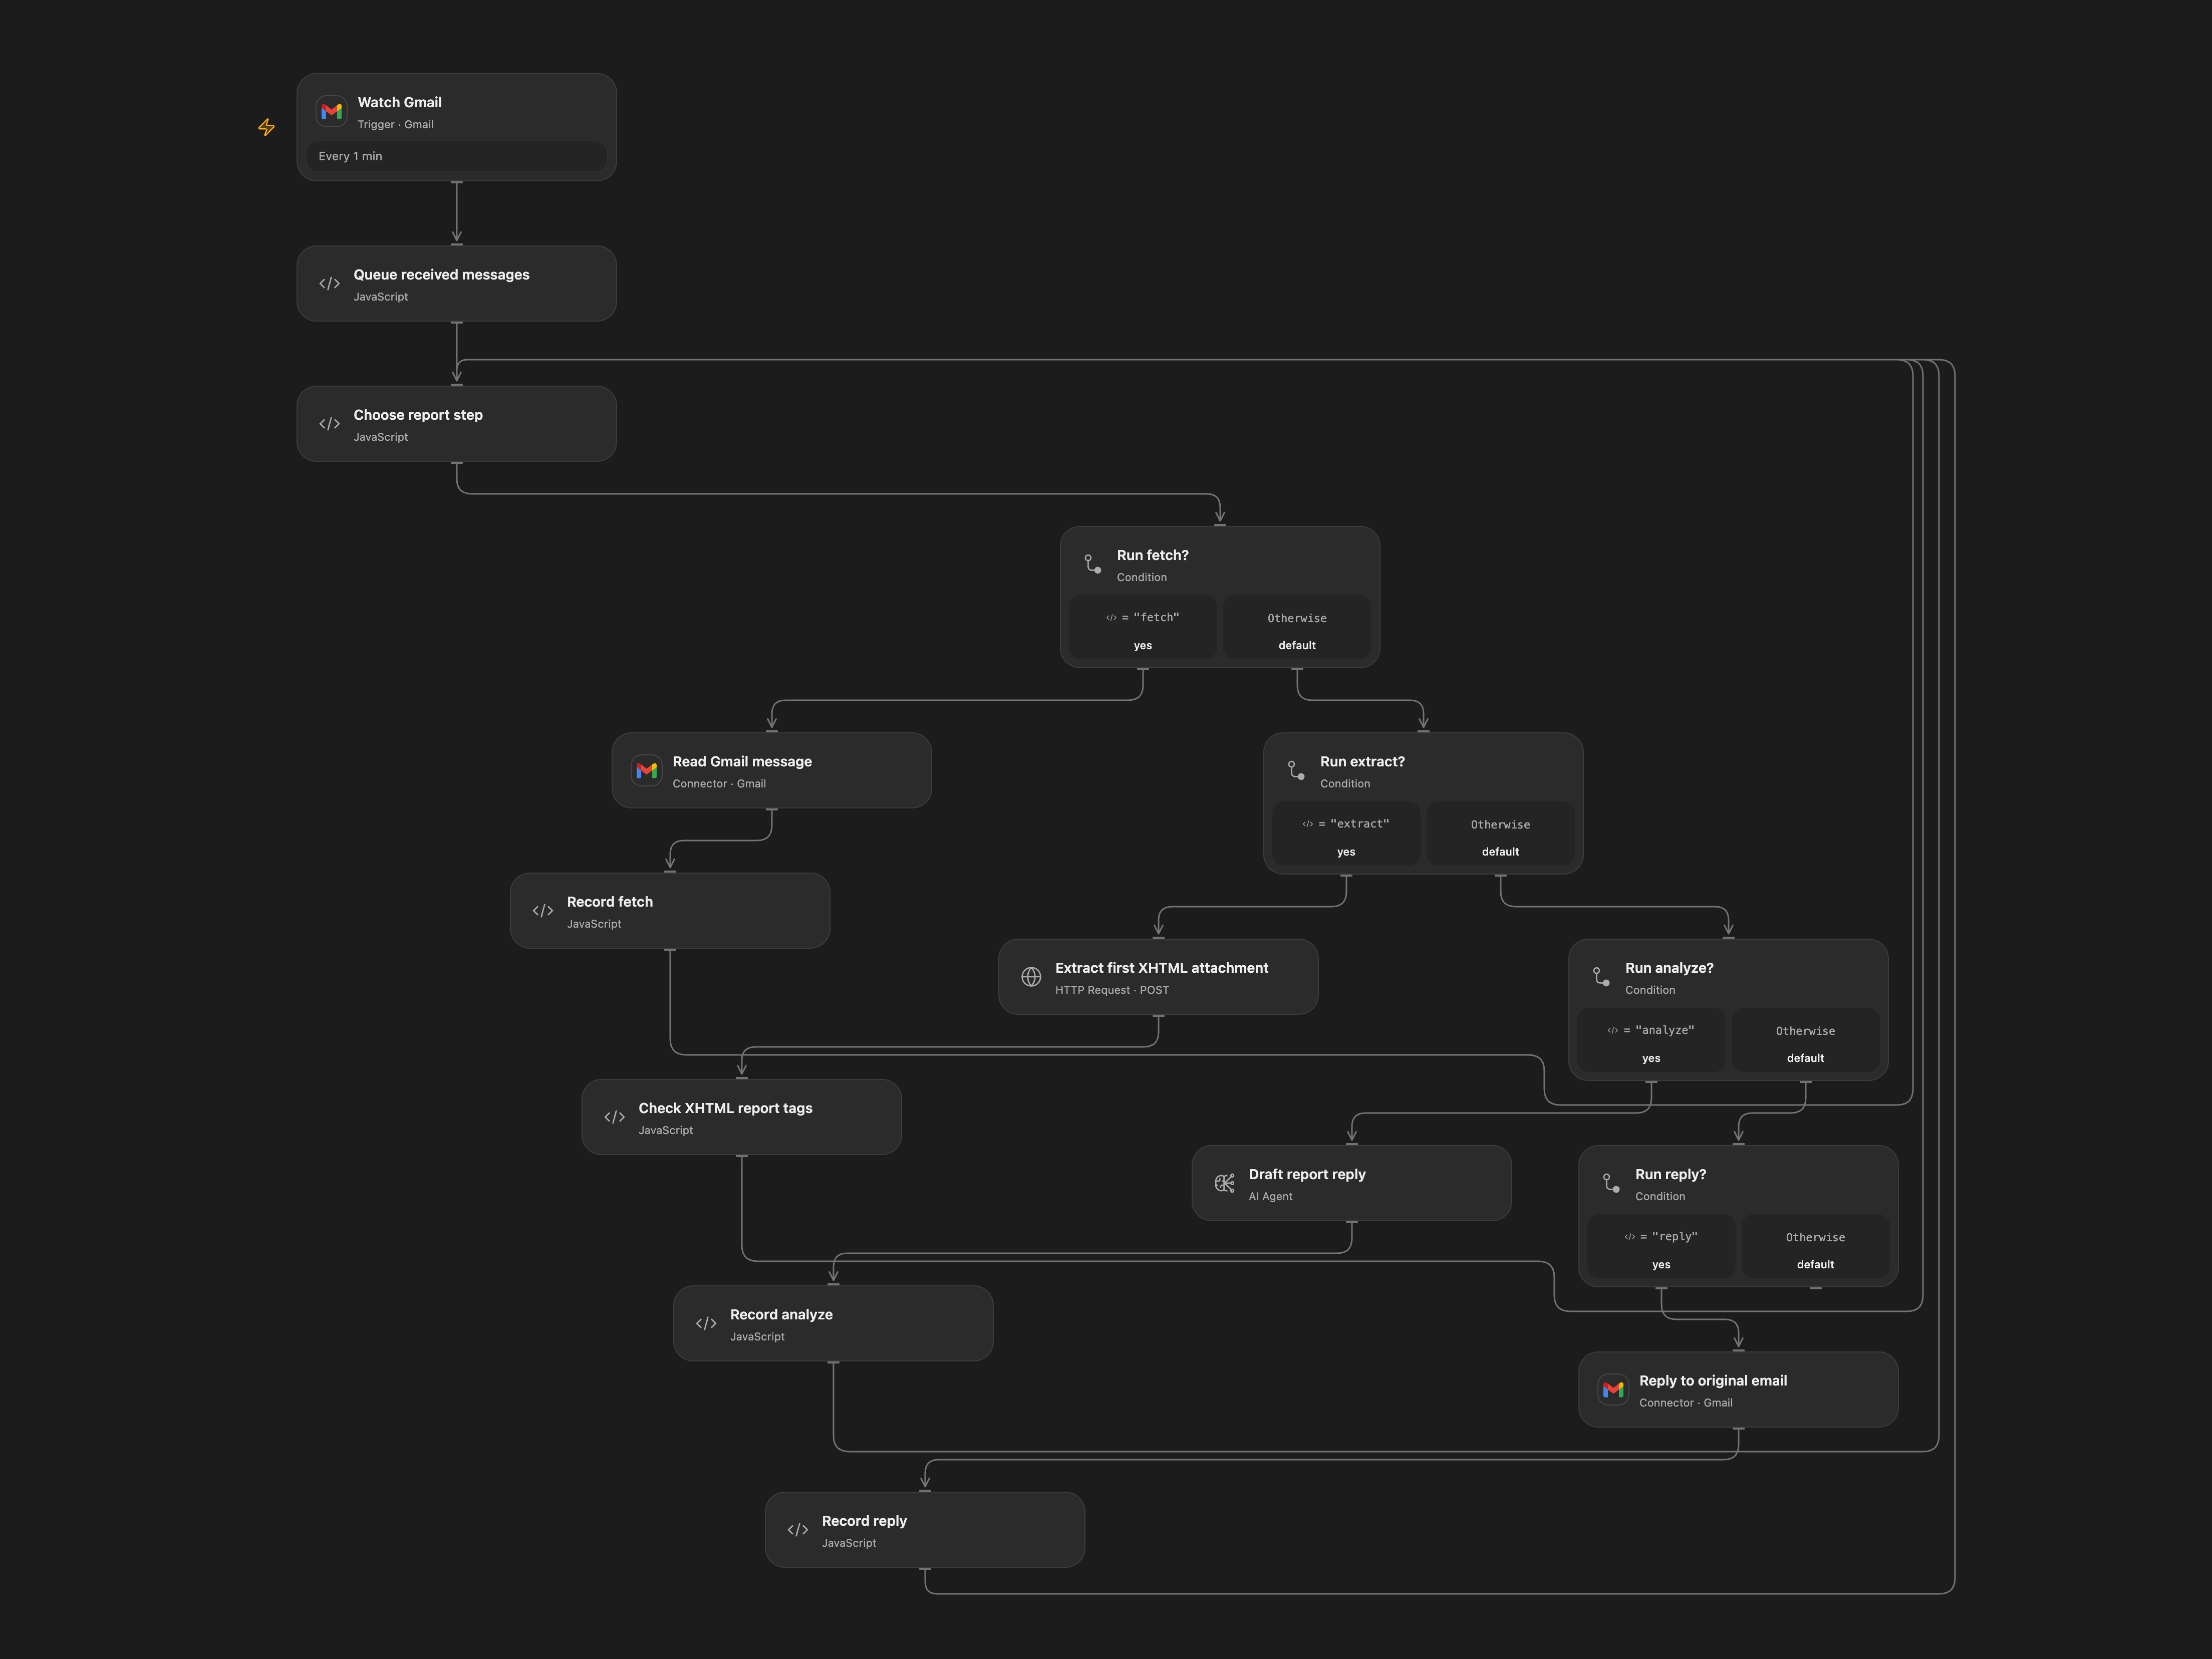 Watch Gmail
Trigger · Gmail
Every 1 min
Queue received messages
JavaScript
Choose report step
JavaScript
Run fetch?
Condition
</> = "fetch"
yes
Otherwise
default
Read Gmail message
Connector · Gmail
Run extract?
Condition
</> = "extract"
yes
Otherwise
default
Record fetch
JavaScript
Extract first XHTML attachment
HTTP Request · POST
Run analyze?
Condition
</> = "analyze"
yes
Otherwise
default
Check XHTML report tags
JavaScript
Draft report reply
AI Agent
Run reply?
Condition
</> = "reply"
yes
Otherwise
default
Record analyze
JavaScript
Reply to original email
Connector · Gmail
Record reply
JavaScript